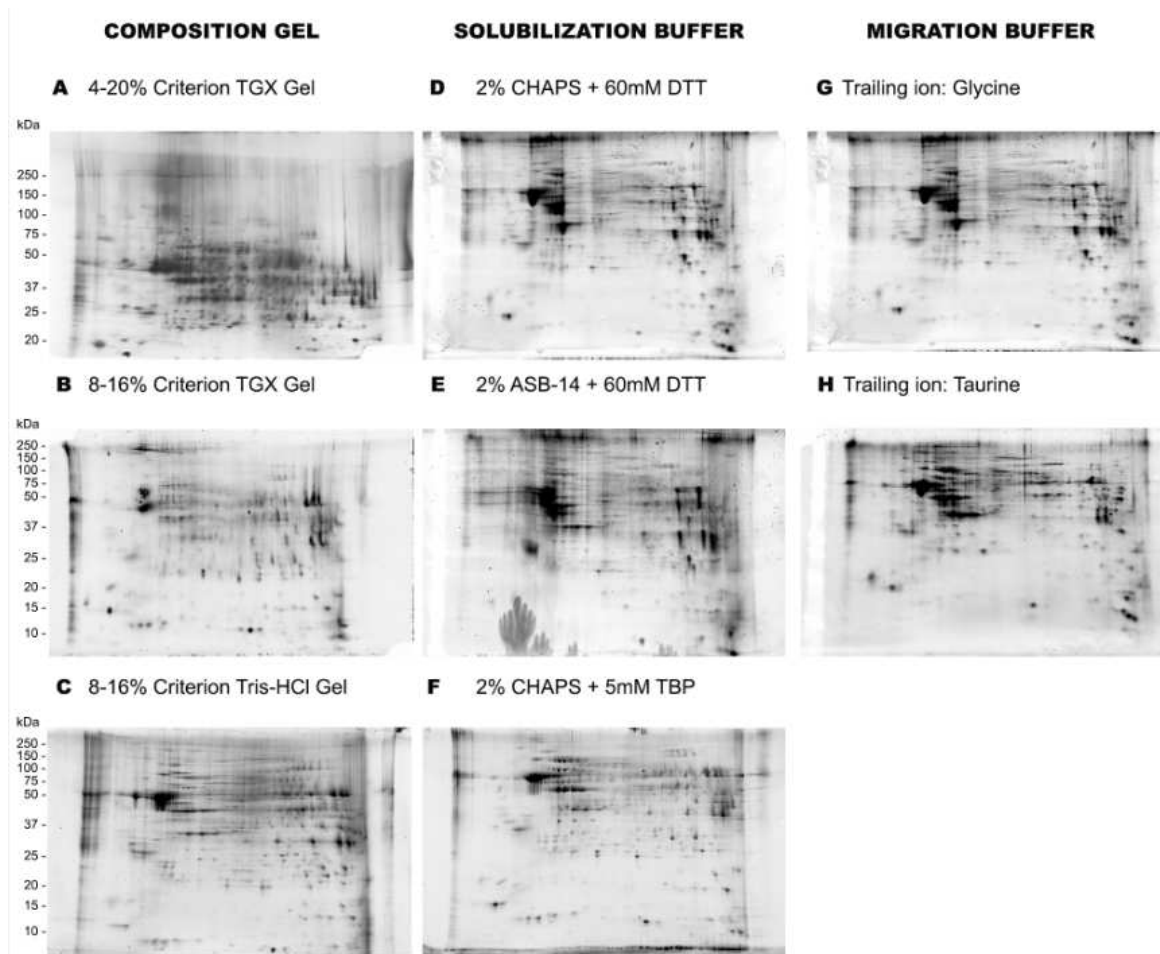 COMPOSITION GEL
SOLUBILIZATION BUFFER
MIGRATION BUFFER
A 4-20% Criterion TGX Gel
D 2% CHAPS + 60mM DTT
G Trailing ion: Glycine
kDa
250 -
150 -
100 -
75 -
50 -
37 -
25 -
20 -
B 8-16% Criterion TGX Gel
E 2% ASB-14 + 60mM DTT
H Trailing ion: Taurine
kDa
250 -
150 -
100 -
75 -
50 -
37 -
25 -
20 -
15 -
10 -
C 8-16% Criterion Tris-HCl Gel
F 2% CHAPS + 5mM TBP
kDa
250 -
150 -
100 -
75 -
50 -
37 -
25 -
20 -
15 -
10 -